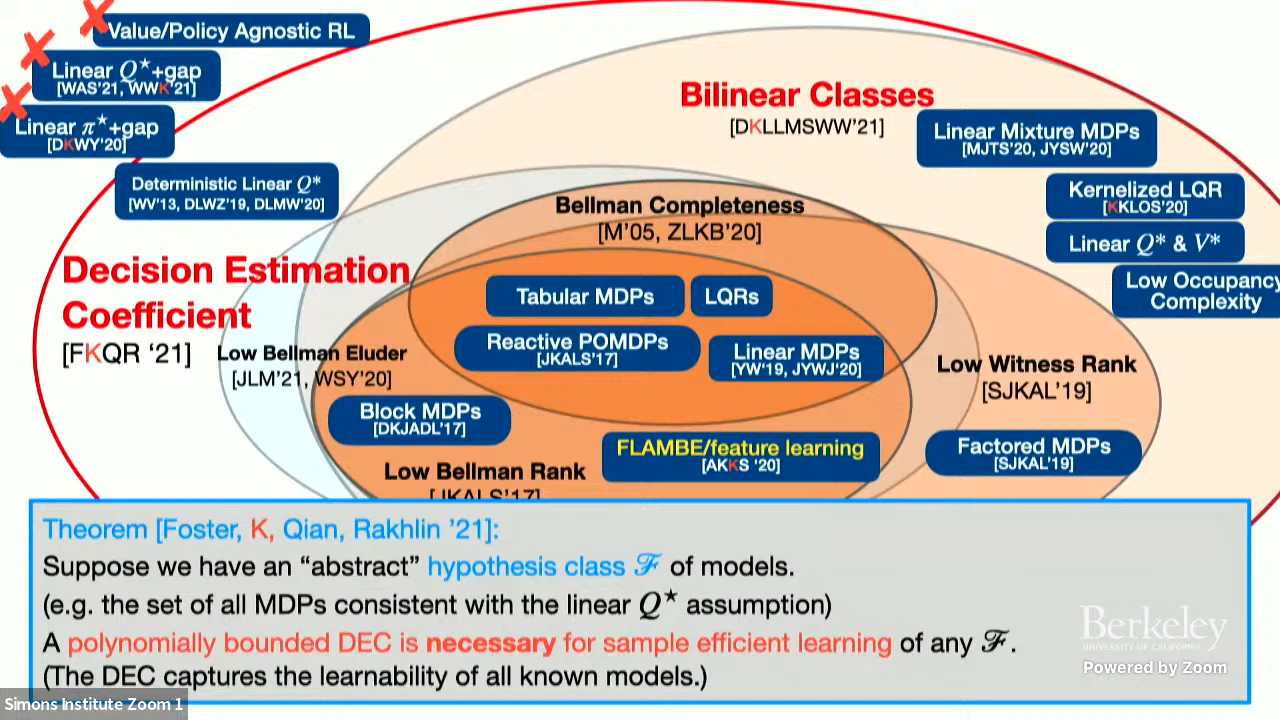 Value/Policy Agnostic RL
Linear Q*+gap
[WAS'21, WWK'21]
Linear π*+gap
[DKWY'20]
Deterministic Linear Q*
[WV'13, DLWZ'19, DLMW'20]
Decision Estimation
Coefficient
[FKQR ‘21]
Bilinear Classes
[DKLLMSWW’21]
Linear Mixture MDPs
[MJTS’20, JYSW’20]
Kernelized LQR
[KKLOS’20]
Linear Q* & V*
Low Occupancy
Complexity
Bellman Completeness
[M’05, ZLKB’20]
Tabular MDPs
LQRs
Reactive POMDPs
[JKALS’17]
Linear MDPs
[YW'19, JYWJ‘20]
Low Bellman Eluder
[JLM’21, WSY’20]
Low Witness Rank
[SJKAL’19]
Block MDPs
[DKJADL’17]
FLAMBE/feature learning
[AKKS ‘20]
Factored MDPs
[SJKAL’19]
Low Bellman Rank
[JKALS'17]
Theorem [Foster, K, Qian, Rakhlin ’21]:
Suppose we have an “abstract” hypothesis class ℱ of models.
(e.g. the set of all MDPs consistent with the linear Q★ assumption)
A polynomially bounded DEC is necessary for sample efficient learning of any ℱ.
(The DEC captures the learnability of all known models.)
Berkeley
UNIVERSITY OF CALIFORNIA
Powered by Zoom
Simons Institute Zoom 1